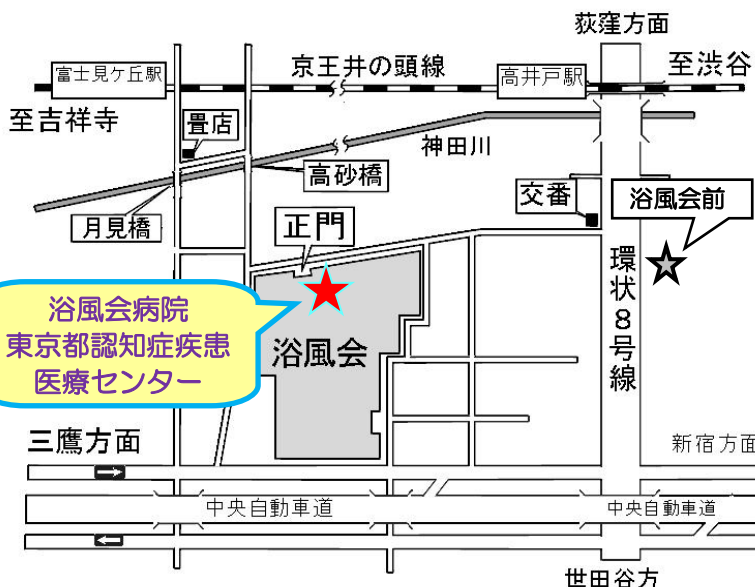 荻窪方面
富士見ケ丘駅
京王井の頭線
高井戸駅
至渋谷
至吉祥寺
畳店
神田川
高砂橋
月見橋
交番
浴風会前
正門
環状8号線
浴風会病院
東京都認知症疾患
医療センター
浴風会
三鷹方面
新宿方面
中央自動車道
中央自動車道
世田谷方